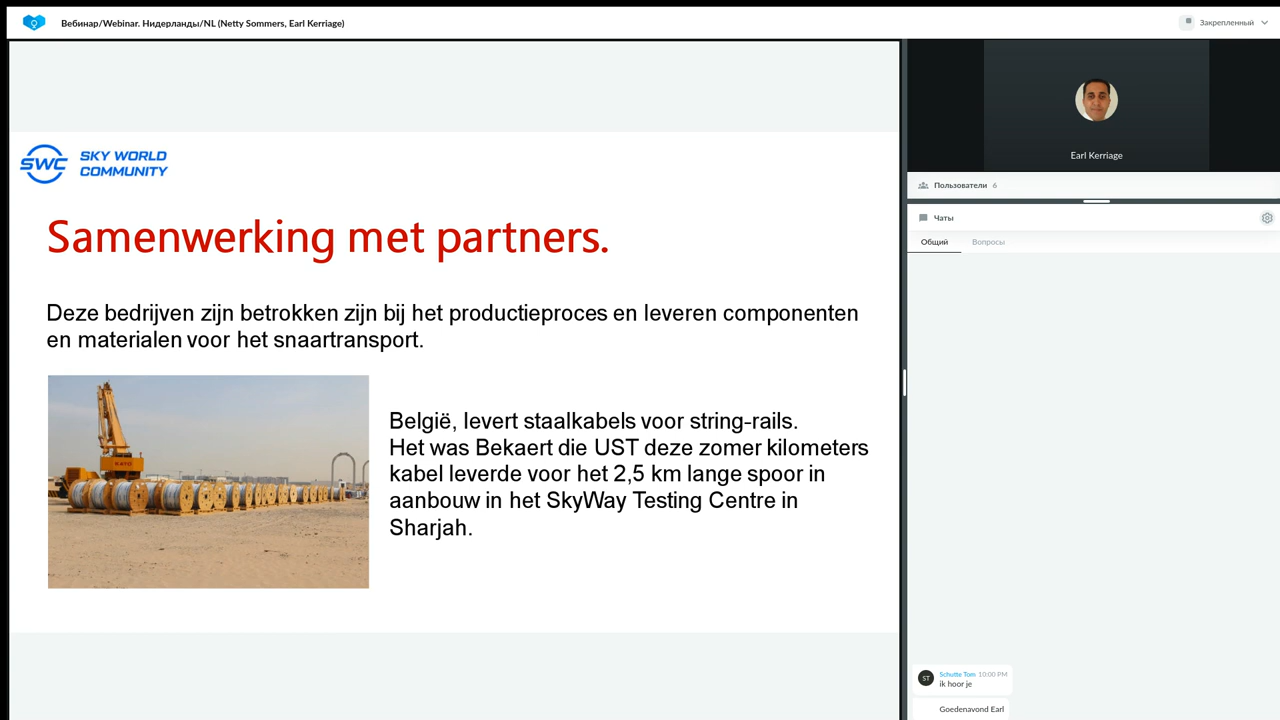 Вебинар/Webinar. Нидерланды/NL (Netty Sommers, Earl Kerriage)
Закрепленный
SWC SKY WORLD
COMMUNITY
Samenwerking met partners.
Deze bedrijven zijn betrokken zijn bij het productieproces en leveren componenten
en materialen voor het snaartransport.
KATO
België, levert staalkabels voor string-rails.
Het was Bekaert die UST deze zomer kilometers
kabel leverde voor het 2,5 km lange spoor in
aanbouw in het SkyWay Testing Centre in
Sharjah.
Earl Kerriage
Пользователи 6
Чаты
Общий Вопросы
ST Schutte Tom 10:00 PM
ik hoor je
Goedenavond Earl